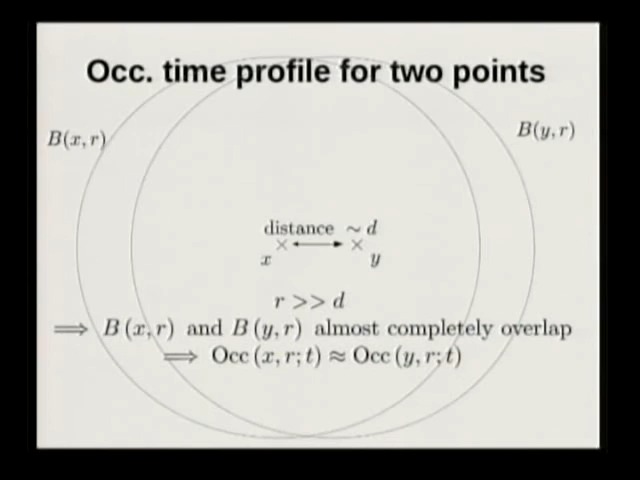 Occ. time profile for two points
B(x, r)
B(y, r)
distance ∼ d
× ↔ ×
x y
r >> d
⟹ B (x, r) and B (y, r) almost completely overlap
⟹ Occ (x, r; t) ≈ Occ (y, r; t)